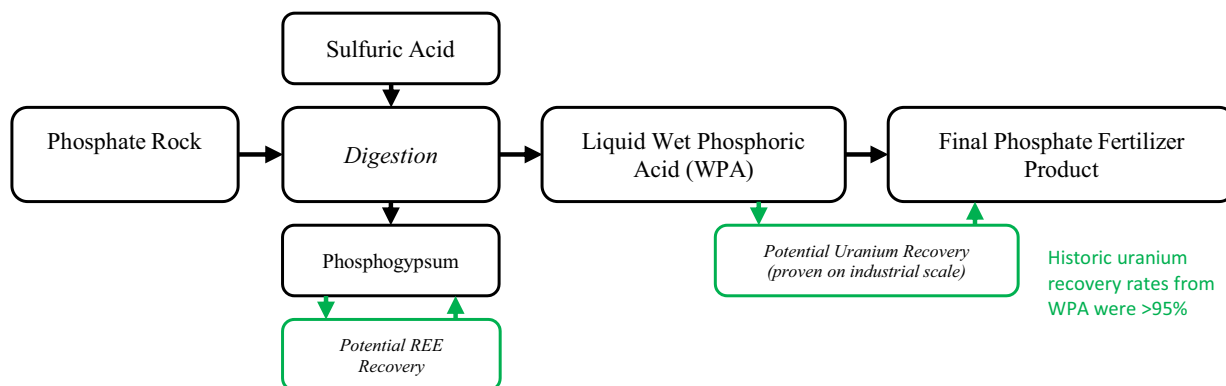 Sulfuric Acid
Phosphate Rock
Digestion
Liquid Wet Phosphoric
Acid (WPA)
Final Phosphate Fertilizer
Product
Phosphogypsum
Potential Uranium Recovery
(proven on industrial scale)
Historic uranium
recovery rates from
WPA were >95%
Potential REE
Recovery